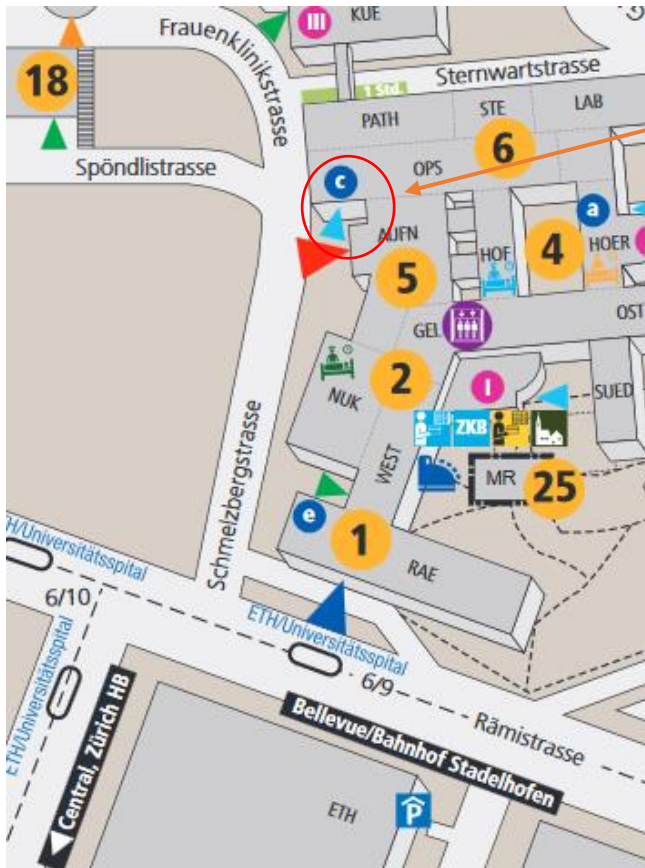 Frauenklinikstrasse
III
KUE
Sternwartstrasse
18
1 Std.
PATH
STE
LAB
6
OPS
Spöndlistrasse
c
a
AUFN
HOF
4
HOER
5
GEL
OST
NUK
2
I
SUED
ZKB
WEST
MR
25
Schmelzbergstrasse
e
1
RAE
ETH/Universitätsspital
6/10
ETH/Universitätsspital
6/9
Rämistrasse
ETH/Universitätsspital
Central, Zürich HB
Bellevue/Bahnhof Stadelhofen
ETH
P